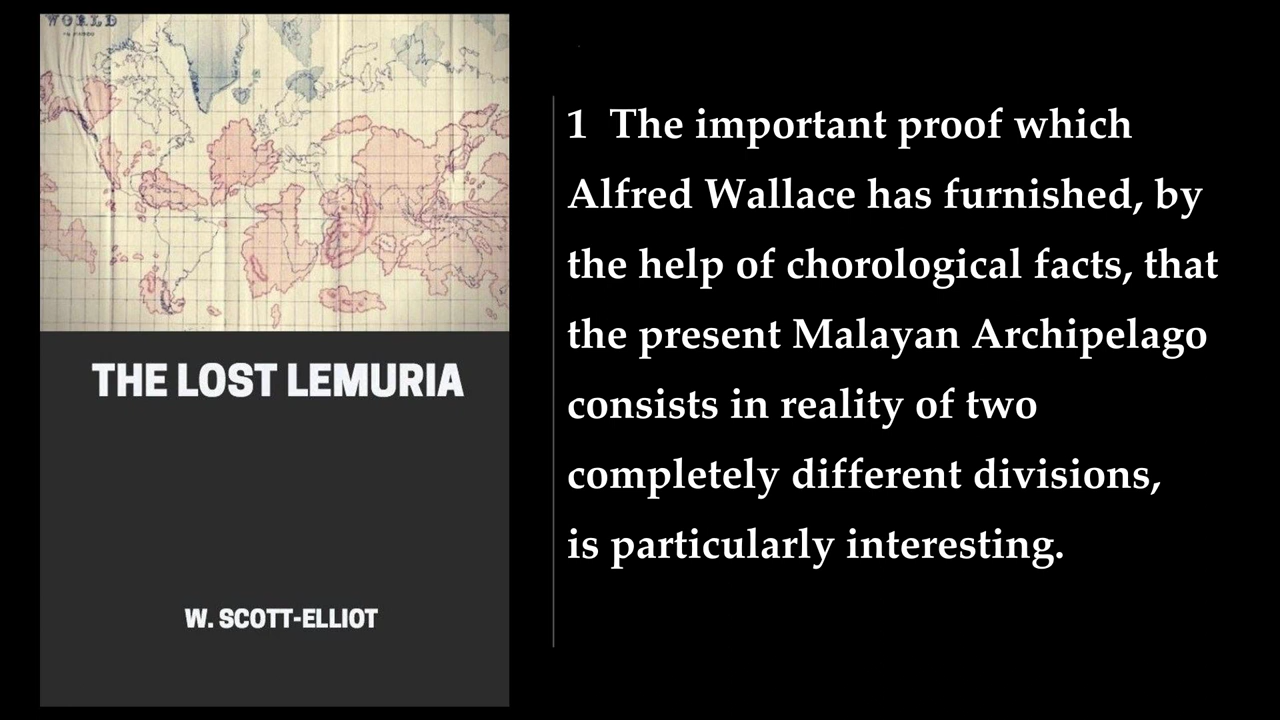 WORLD
THE LOST LEMURIA
W. SCOTT-ELLIOT
1 The important proof which
Alfred Wallace has furnished, by
the help of chorological facts, that
the present Malayan Archipelago
consists in reality of two
completely different divisions,
is particularly interesting.